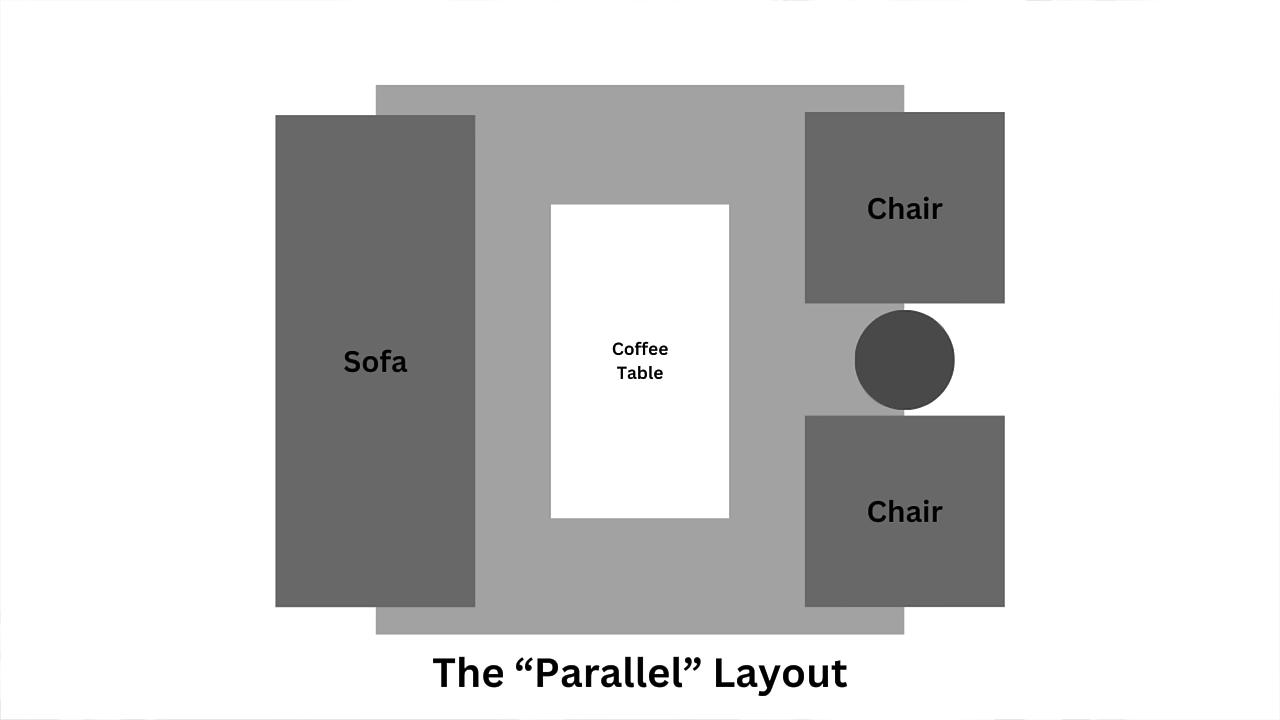 Chair
Sofa
Coffee
Table
Chair
The “Parallel” Layout